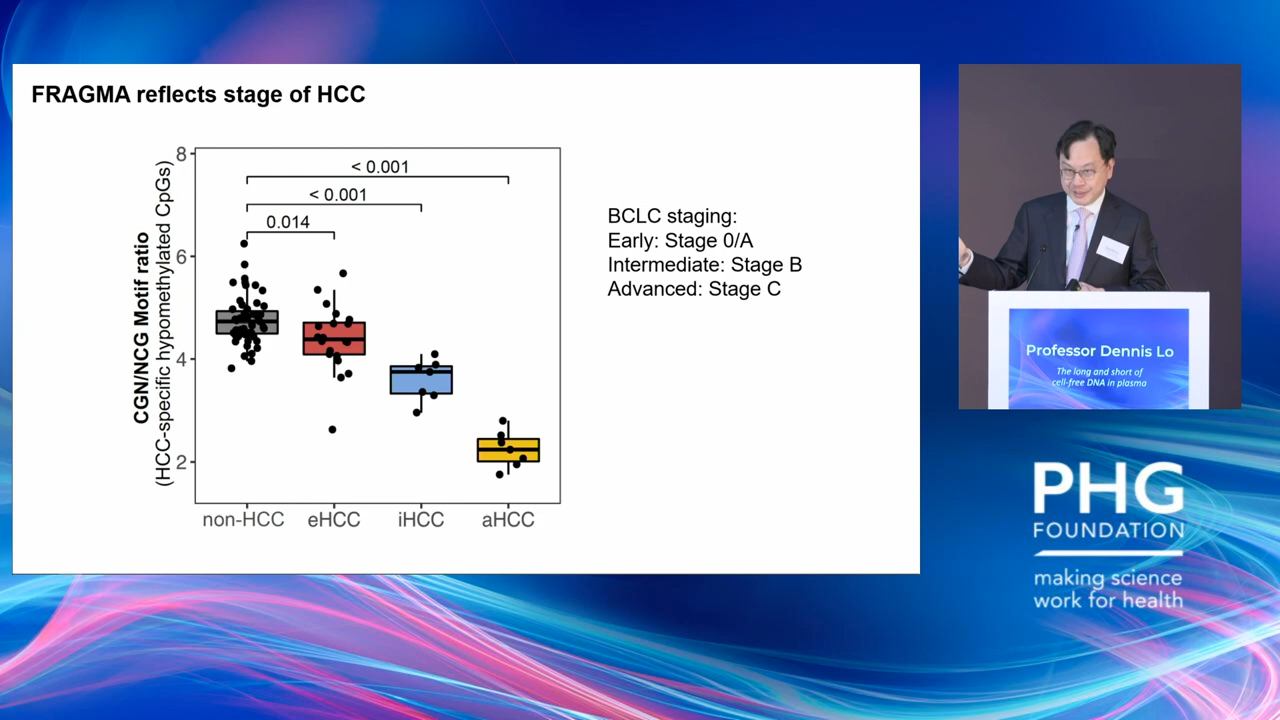 FRAGMA reflects stage of HCC
CGN/NCG Motif ratio
(HCC-specific hypomethylated CpGs)
8
6
4
2
< 0.001
< 0.001
0.014
non-HCC
eHCC
iHCC
aHCC
BCLC staging:
Early: Stage 0/A
Intermediate: Stage B
Advanced: Stage C
Professor Dennis Lo
The long and short of
cell-free DNA in plasma
PHG
FOUNDATION
making science
work for health